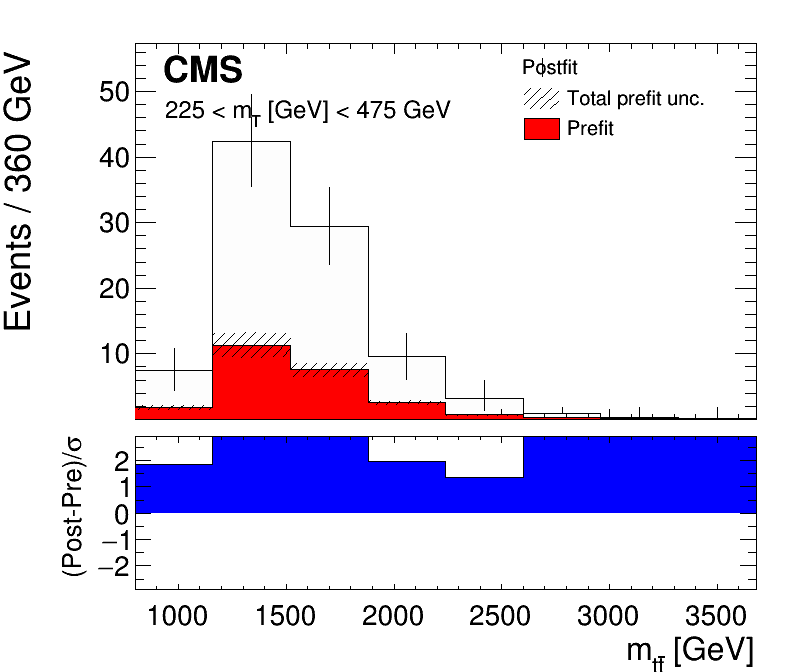 CMS
225 < m_T [GeV] < 475 GeV
Postfit
Total prefit unc.
Prefit
Events / 360 GeV
50
40
30
20
10
(Post-Pre)/σ
2
1
0
−1
−2
1000 1500 2000 2500 3000 3500
m_tt̄ [GeV]